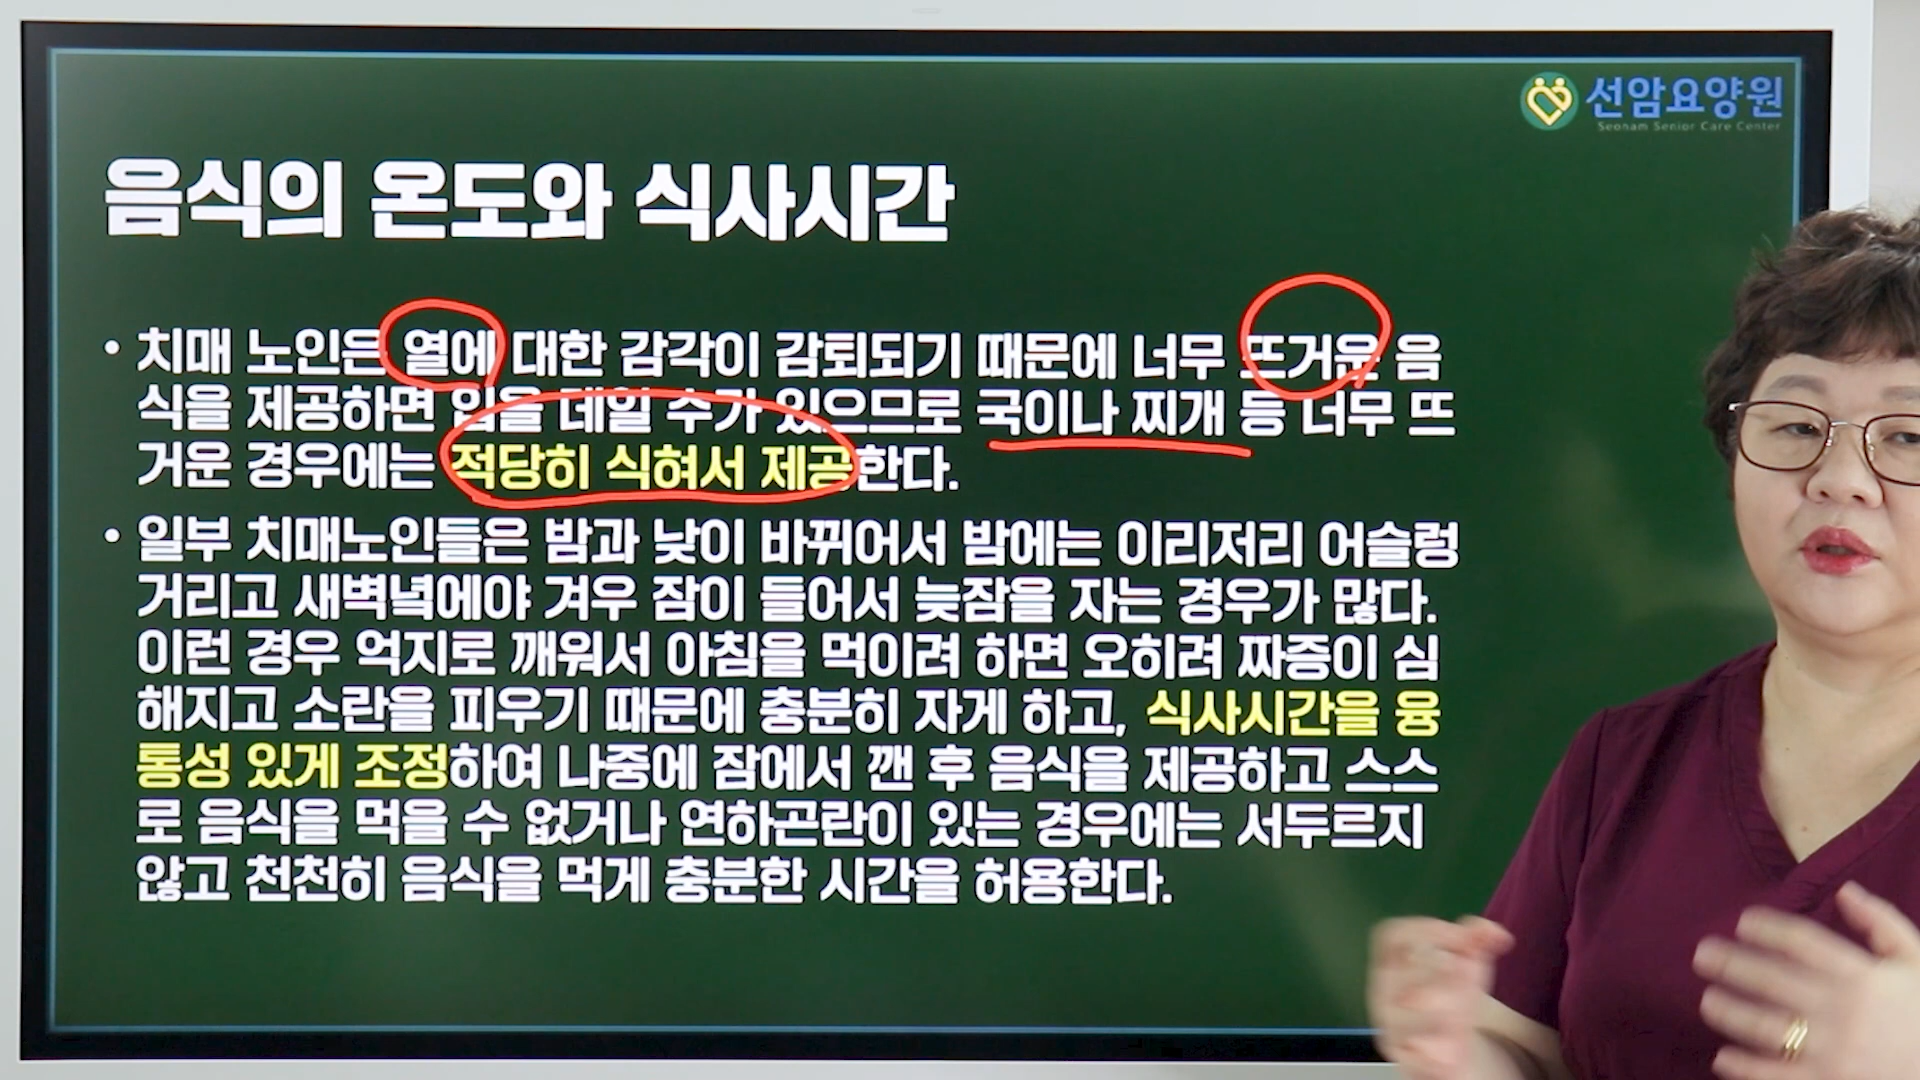 선암요양원
Seonam Senior Care Center
음식의 온도와 식사시간
• 치매 노인은 열에 대한 감각이 감퇴되기 때문에 너무 뜨거운 음
식을 제공하면 입을 데일 수가 있으므로 국이나 찌개 등 너무 뜨
거운 경우에는 적당히 식혀서 제공한다.
• 일부 치매노인들은 밤과 낮이 바뀌어서 밤에는 이리저리 어슬렁
거리고 새벽녘에야 겨우 잠이 들어서 늦잠을 자는 경우가 많다.
이런 경우 억지로 깨워서 아침을 먹이려 하면 오히려 짜증이 심
해지고 소란을 피우기 때문에 충분히 자게 하고, 식사시간을 융
통성 있게 조정하여 나중에 잠에서 깬 후 음식을 제공하고 스스
로 음식을 먹을 수 없거나 연하곤란이 있는 경우에는 서두르지
않고 천천히 음식을 먹게 충분한 시간을 허용한다.